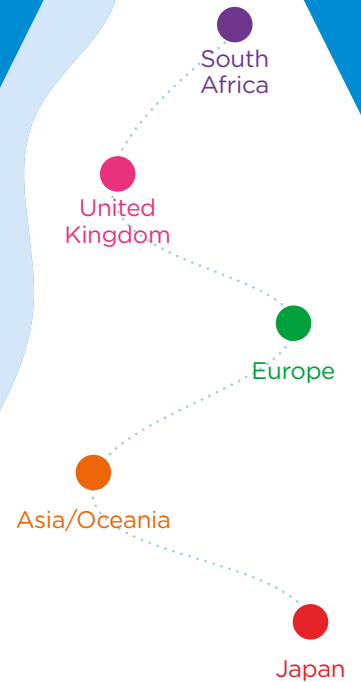 South
Africa
United
Kingdom
Europe
Asia/Oceania
Japan